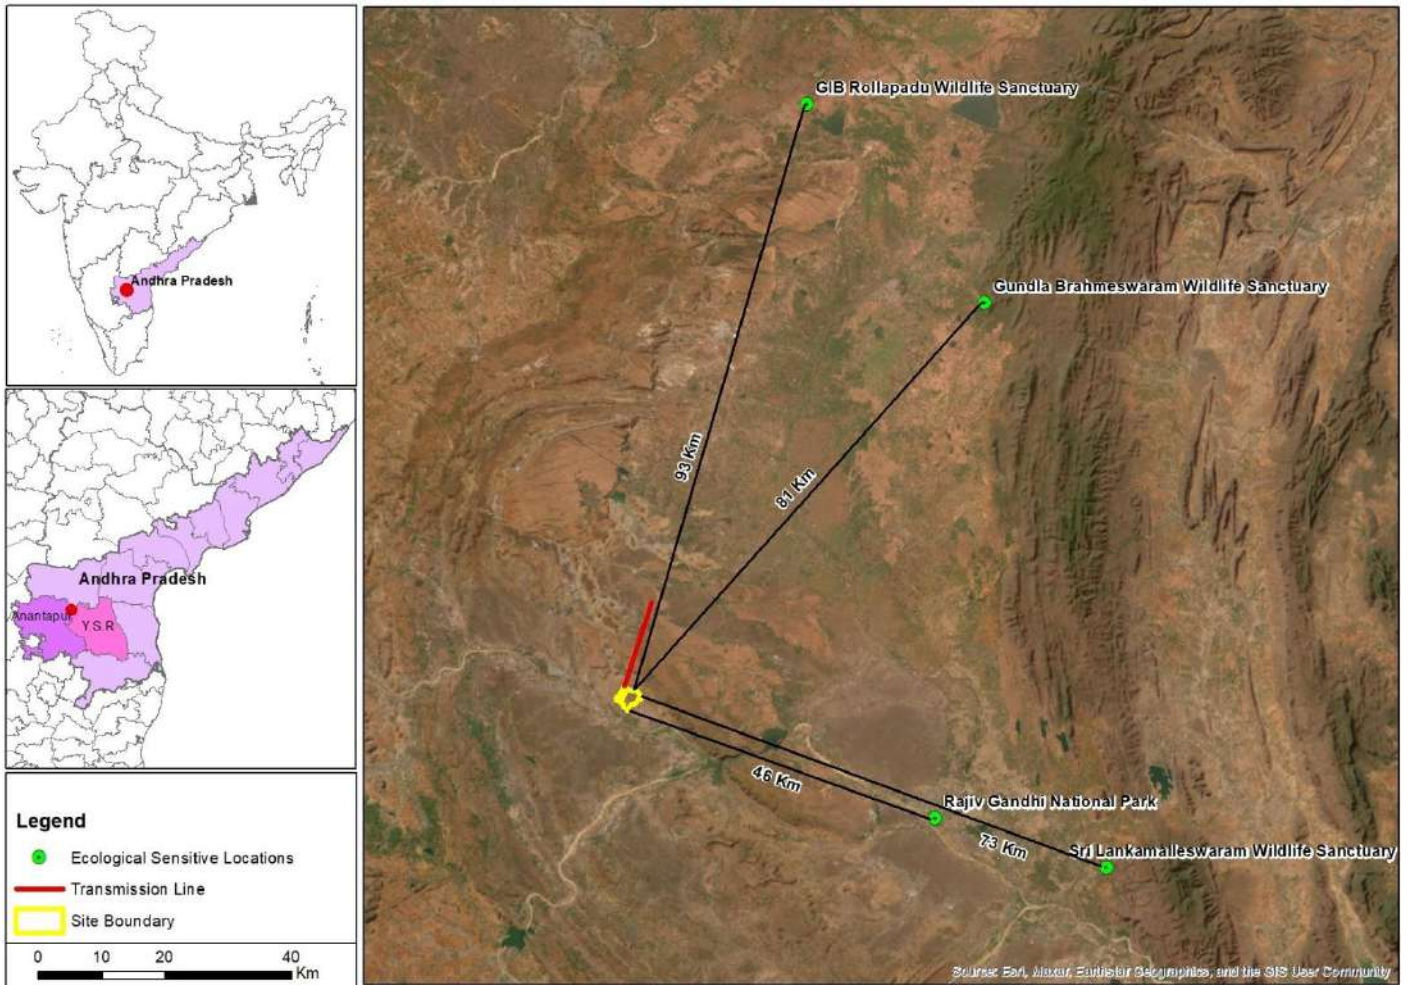 Andhra Pradesh
Andhra Pradesh
Anantapur
Y.S.R
Legend
Ecological Sensitive Locations
Transmission Line
Site Boundary
0 10 20 40
Km
GIB Rollapadu Wildlife Sanctuary
Gundla Brahmeswaram Wildlife Sanctuary
93 Km
81 Km
46 Km
Rajiv Gandhi National Park
73 Km
Sri Lankamalleswaram Wildlife Sanctuary
Source: Esri, Maxar, Earthstar Geographics, and the GIS User Community